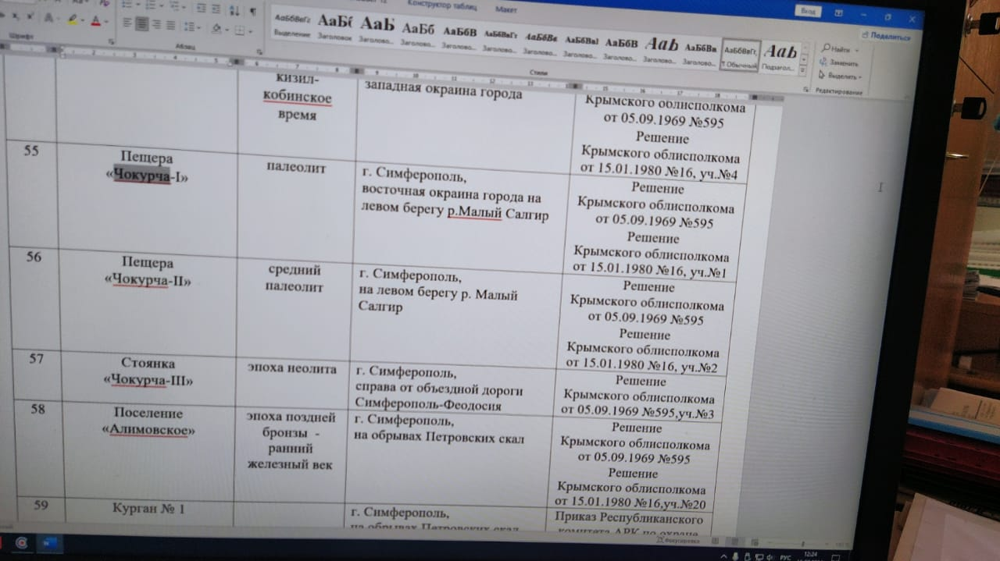 Конструктор таблиц
Макет
Вход
Поделиться
Шрифт
Абзац
АаБбВвГг АаБб АаБ АаБб АаБбВ АаБбВвГг АаБбВв АаБбВвІ АаБбВ Ааb АаБбВв АаБбВвГг, Ааb
Выделение Заголовок Заголово... Заголово... Заголово... Заголово... Заголово... Заголово... Заголово... Заголово... Заголово... ¶ Обычный Подзагол...
Стили
Найти
Заменить
Выделить
Редактирование
кизил-
кобинское
время
западная окраина города
Крымского облисполкома
от 05.09.1969 №595
Решение
Крымского облисполкома
от 15.01.1980 №16, уч.№4
55
Пещера
«Чокурча-I»
палеолит
г. Симферополь,
восточная окраина города на
левом берегу р.Малый Салгир
Решение
Крымского облисполкома
от 05.09.1969 №595
Решение
Крымского облисполкома
от 15.01.1980 №16, уч.№1
56
Пещера
«Чокурча-II»
средний
палеолит
г. Симферополь,
на левом берегу р. Малый
Салгир
Решение
Крымского облисполкома
от 05.09.1969 №595
Решение
Крымского облисполкома
от 15.01.1980 №16, уч.№2
57
Стоянка
«Чокурча-III»
эпоха неолита
г. Симферополь,
справа от объездной дороги
Симферополь-Феодосия
Решение
Крымского облисполкома
от 05.09.1969 №595,уч.№3
58
Поселение
«Алимовское»
эпоха поздней
бронзы -
ранний
железный век
г. Симферополь,
на обрывах Петровских скал
Решение
Крымского облисполкома
от 05.09.1969 №595
Решение
Крымского облисполкома
от 15.01.1980 №16,уч.№20
59
Курган № 1
г. Симферополь,
на обрывах Петровских скал
Приказ Республиканского
комитета АРК по охране
Фокусировка
РУС
12:24